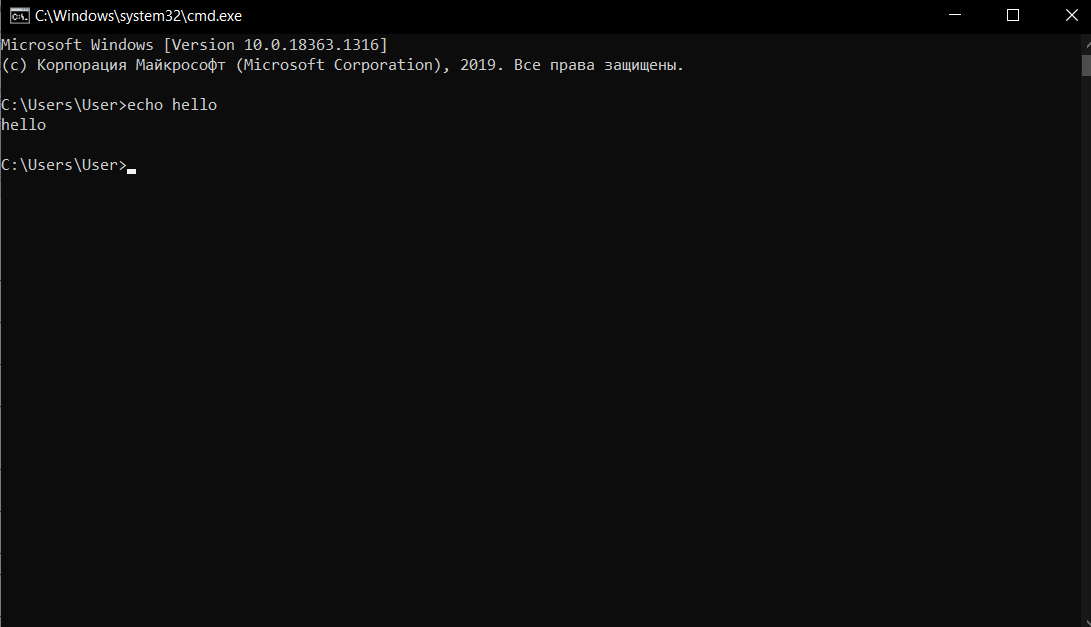 C:\Windows\system32\cmd.exe
Microsoft Windows [Version 10.0.18363.1316]
(c) Корпорация Майкрософт (Microsoft Corporation), 2019. Все права защищены.
C:\Users\User>echo hello
hello
C:\Users\User>